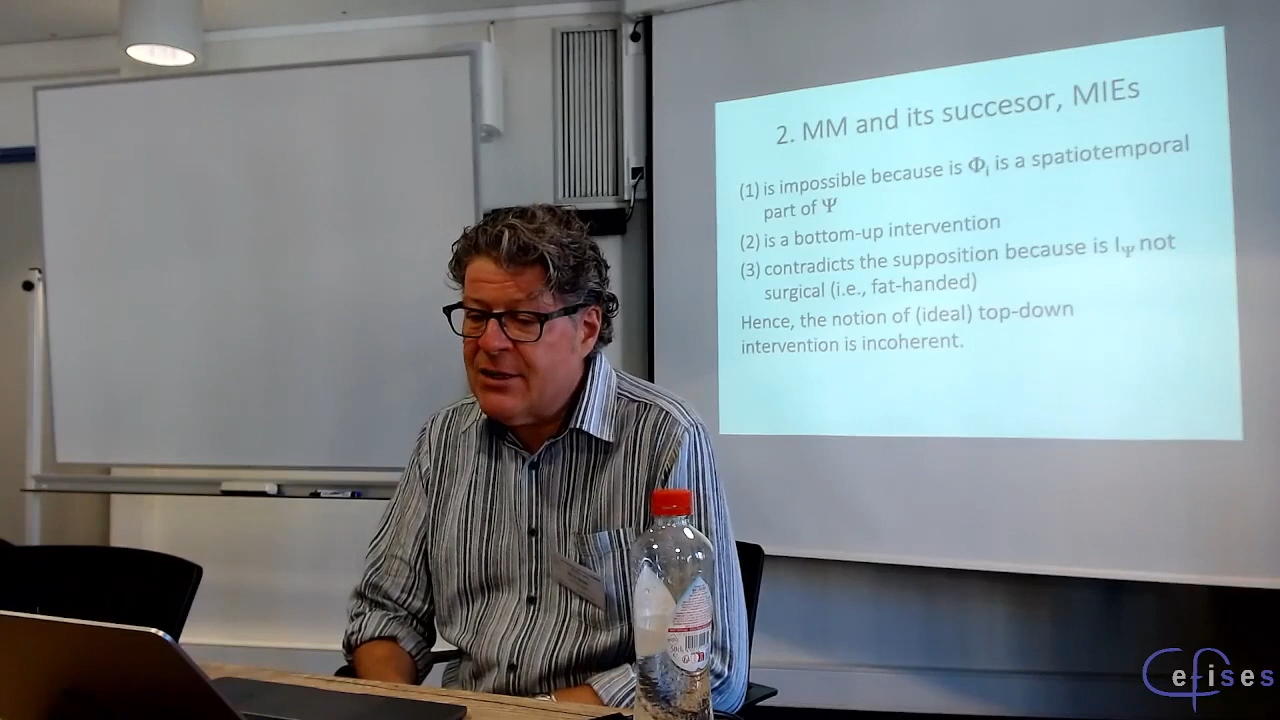 2. MM and its succesor, MIEs
(1) is impossible because is Φi is a spatiotemporal
part of Ψ
(2) is a bottom-up intervention
(3) contradicts the supposition because is IΨ not
surgical (i.e., fat-handed)
Hence, the notion of (ideal) top-down
intervention is incoherent.
Cefises